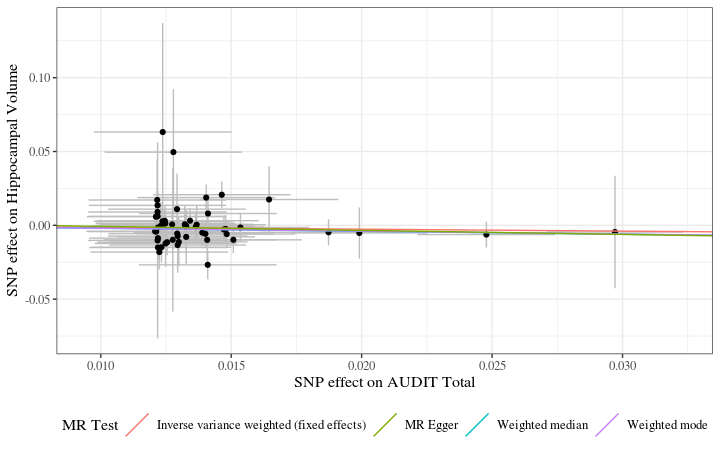 SNP effect on Hippocampal Volume
0.10
0.05
0.00
-0.05
0.010 0.015 0.020 0.025 0.030
SNP effect on AUDIT Total
MR Test Inverse variance weighted (fixed effects) MR Egger Weighted median Weighted mode